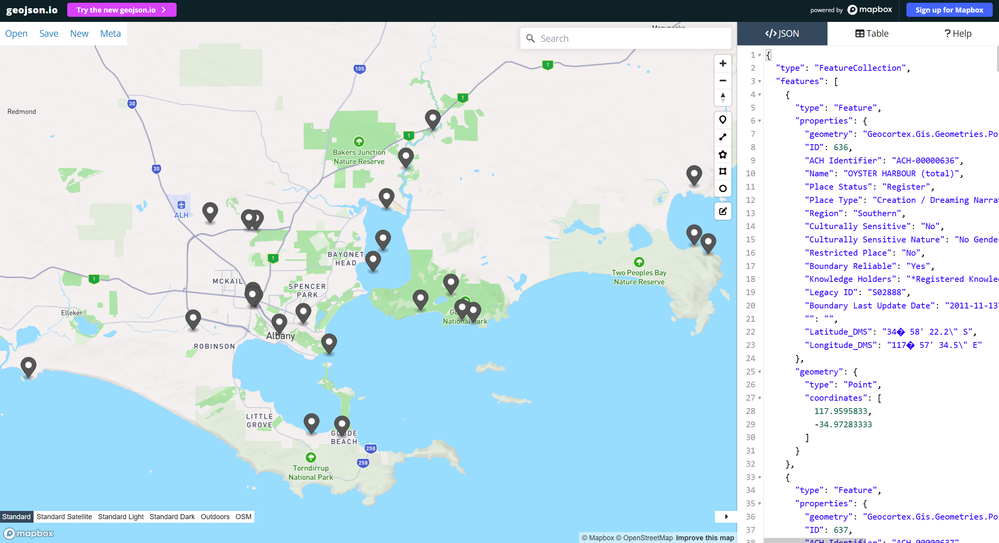 geojson.io
Try the new geojson.io
powered by mapbox
Sign up for Mapbox
Open Save New Meta
Search
</>JSON
Table
? Help
Manypeaks
105
1
1
30
Redmond
1
Bakers Junction
Nature Reserve
30
ALH
BAYONET
HEAD
1
Two Peoples Bay
Nature Reserve
1
MCKAIL
SPENCER
PARK
Elleker
National Park
Albany
ROBINSON
LITTLE
GROVE
GOODE
BEACH
258
258
Torndirrup
National Park
Standard Standard Satellite Standard Light Standard Dark Outdoors OSM
mapbox
© Mapbox © OpenStreetMap Improve this map
1 {
2 "type": "FeatureCollection",
3 "features": [
4 {
5 "type": "Feature",
6 "properties": {
7 "geometry": "Geocortex.Gis.Geometries.Po
8 "ID": 636,
9 "ACH Identifier": "ACH-00000636",
10 "Name": "OYSTER HARBOUR (total)",
11 "Place Status": "Register",
12 "Place Type": "Creation / Dreaming Narra
13 "Region": "Southern",
14 "Culturally Sensitive": "No",
15 "Culturally Sensitive Nature": "No Gende
16 "Restricted Place": "No",
17 "Boundary Reliable": "Yes",
18 "Knowledge Holders": "*Registered Knowle
19 "Legacy ID": "S02888",
20 "Boundary Last Update Date": "2011-11-13
21 "": "",
22 "Latitude_DMS": "34� 58' 22.2\" S",
23 "Longitude_DMS": "117� 57' 34.5\" E"
24 },
25 "geometry": {
26 "type": "Point",
27 "coordinates": [
28 117.9595833,
29 -34.97283333
30 ]
31 }
32 },
33 {
34 "type": "Feature",
35 "properties": {
36 "geometry": "Geocortex.Gis.Geometries.Po
37 "ID": 637,
38 "ACH Identifier": "ACH-00000637"